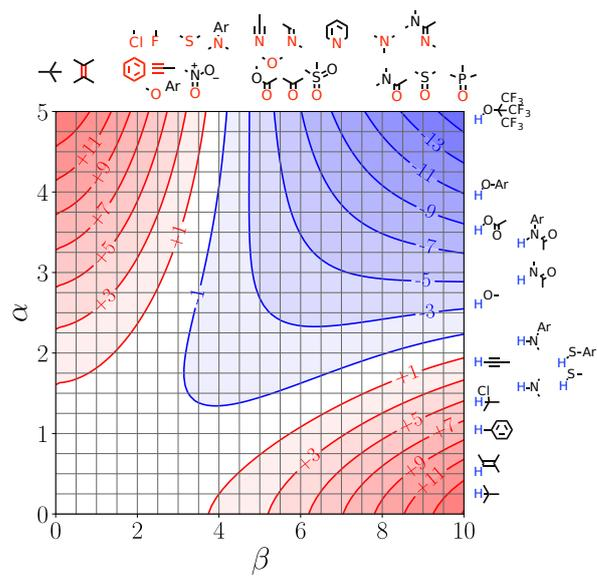 Cl F S N Ar N N N N N N
O Ar N O − O O O O S O O N O S O P O
5 H O CF₃ CF₃ CF₃
+11 -13
+9 -11 H O-Ar
4 +7 -9 H O O Ar
+5 +1 -7 H N O
3 -5 H N O
+3 -1 -3 H O
α
2 H N Ar
+1 H S-Ar
H H S
Cl H H N
+5 +7
1 H
+3 +9
+11 H
0 H
0 2 4 6 8 10
β